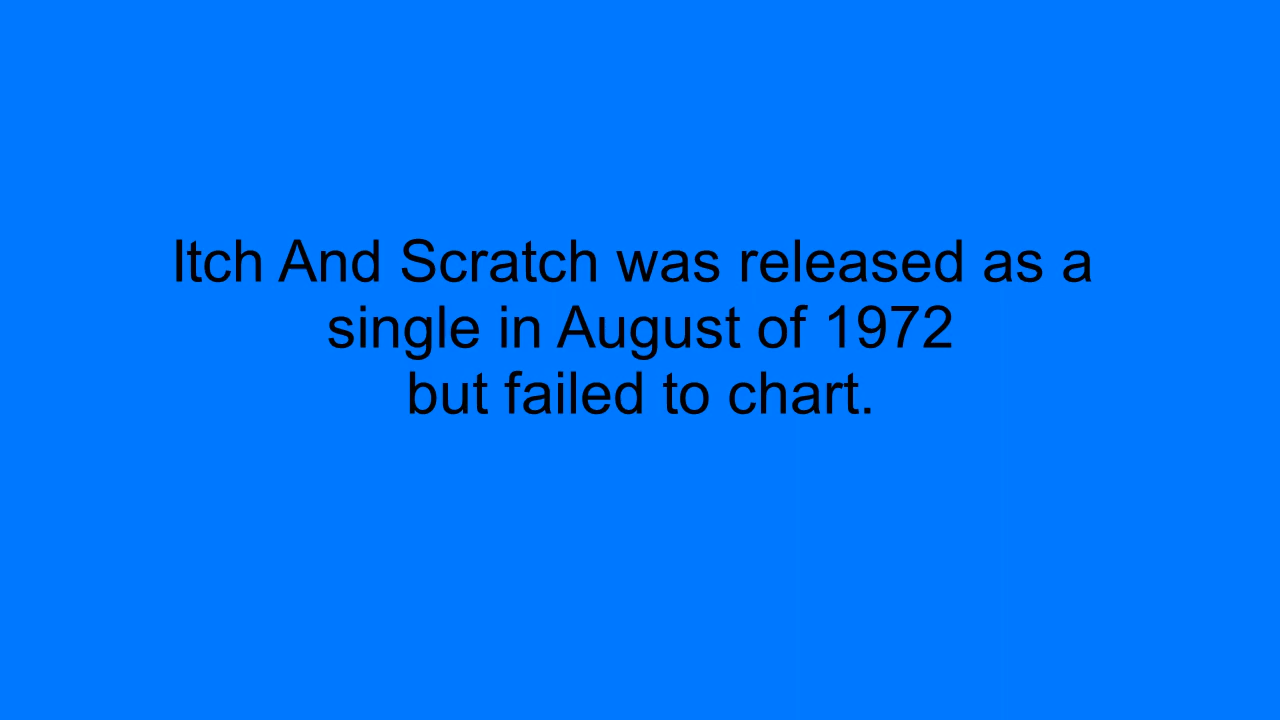 Itch And Scratch was released as a
single in August of 1972
but failed to chart.